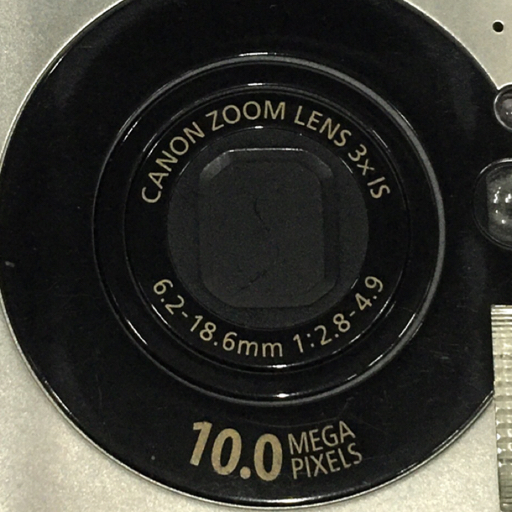 CANON ZOOM LENS 3x IS
6.2-18.6mm 1:2.8-4.9
10.0 MEGA
PIXELS